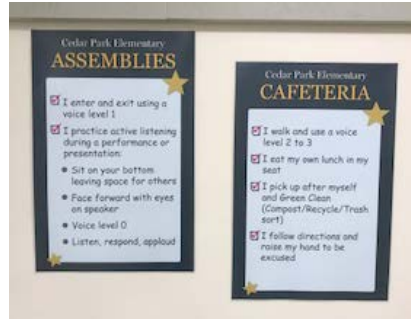 Cedar Park Elementary
ASSEMBLIES
I enter and exit using a
voice level 1
I practice active listening
during a performance or
presentation:
Sit on your bottom
leaving space for others
Face forward with eyes
on speaker
Voice level 0
Listen, respond, applaud
Cedar Park Elementary
CAFETERIA
I walk and use a voice
level 2 to 3
I eat my own lunch in my
seat
I pick up after myself
and Green Clean
(Compost/Recycle/Trash
sort)
I follow directions and
raise my hand to be
excused